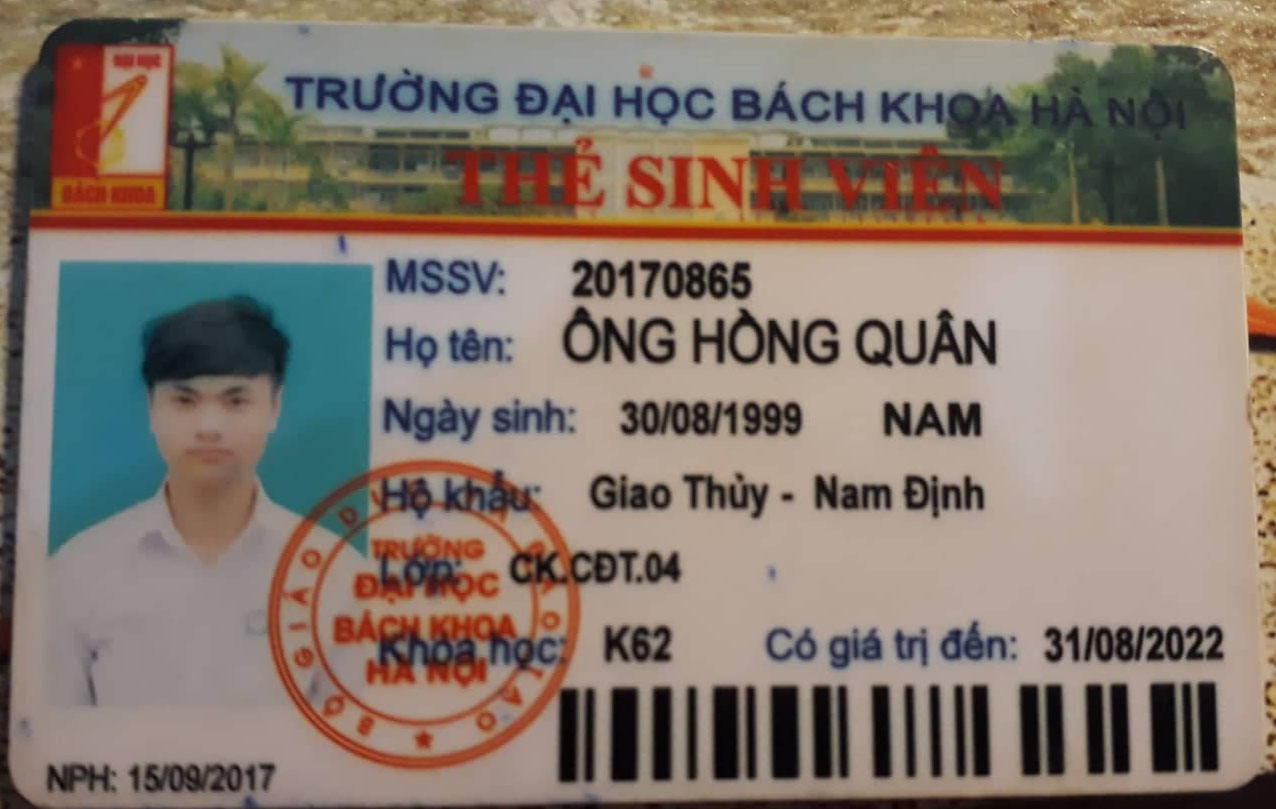 ĐẠI HỌC
BÁCH KHOA
TRƯỜNG ĐẠI HỌC BÁCH KHOA HÀ NỘI
THẺ SINH VIÊN
MSSV: 20170865
Họ tên: ÔNG HỒNG QUÂN
Ngày sinh: 30/08/1999 NAM
Hộ khẩu: Giao Thủy - Nam Định
Lớp: CK.CĐT.04
Khóa học: K62 Có giá trị đến: 31/08/2022
BỘ GIÁO DỤC VÀ ĐÀO TẠO
TRƯỜNG
ĐẠI HỌC
BÁCH KHOA
HÀ NỘI
NPH: 15/09/2017